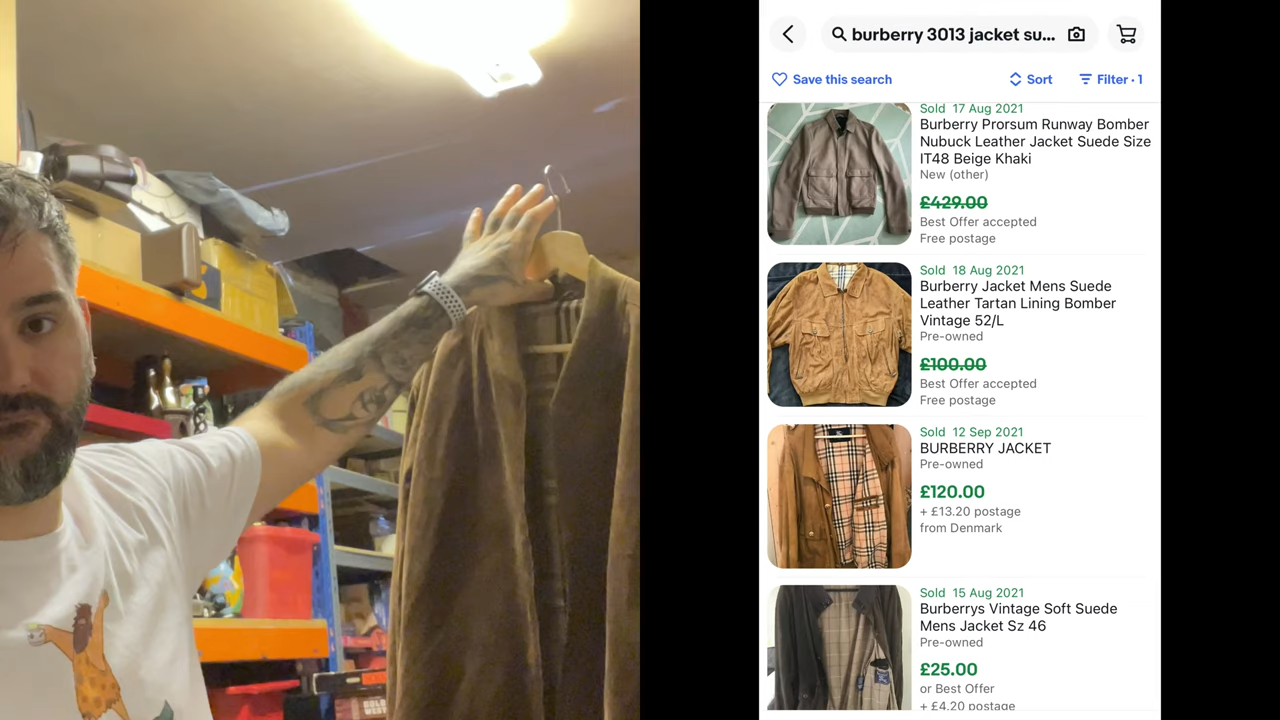 burberry 3013 jacket su...
Save this search
Sort
Filter · 1
Sold 17 Aug 2021
Burberry Prorsum Runway Bomber
Nubuck Leather Jacket Suede Size
IT48 Beige Khaki
New (other)
£429.00
Best Offer accepted
Free postage
Sold 18 Aug 2021
Burberry Jacket Mens Suede
Leather Tartan Lining Bomber
Vintage 52/L
Pre-owned
£100.00
Best Offer accepted
Free postage
Sold 12 Sep 2021
BURBERRY JACKET
Pre-owned
£120.00
+ £13.20 postage
from Denmark
Sold 15 Aug 2021
Burberrys Vintage Soft Suede
Mens Jacket Sz 46
Pre-owned
£25.00
or Best Offer
+ £4.20 postage